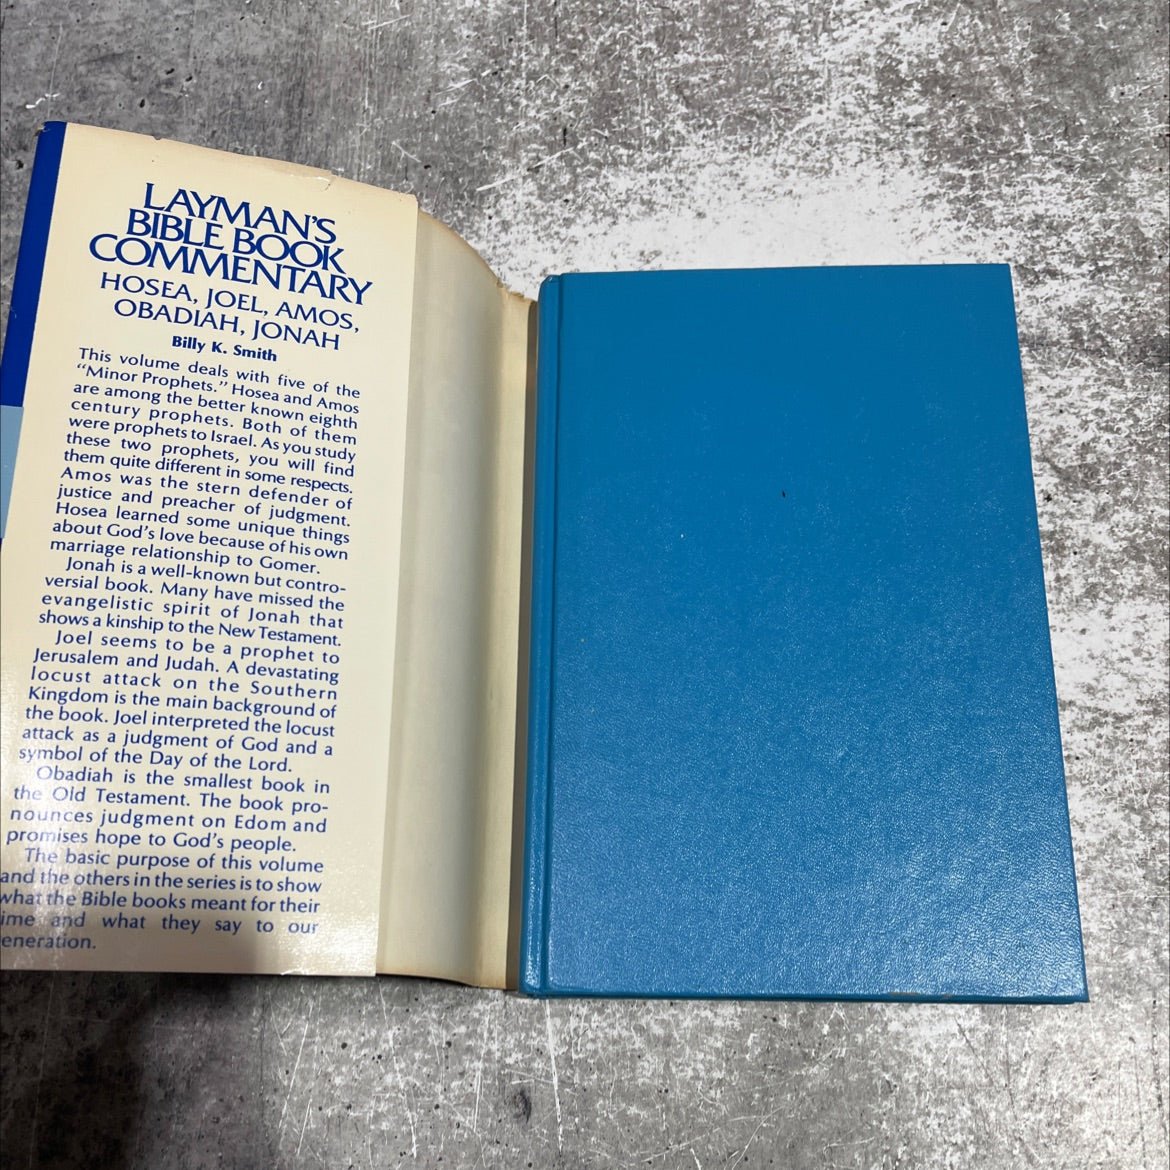 LAYMAN'S
BIBLE BOOK
COMMENTARY
HOSEA, JOEL, AMOS,
OBADIAH, JONAH
Billy K. Smith
This volume deals with five of the
"Minor Prophets." Hosea and Amos
are among the better known eighth
century prophets. Both of them
were prophets to Israel. As you study
these two prophets, you will find
them quite different in some respects.
Amos was the stern defender of
justice and preacher of judgment.
Hosea learned some unique things
about God's love because of his own
marriage relationship to Gomer.
Jonah is a well-known but contro-
versial book. Many have missed the
evangelistic spirit of Jonah that
shows a kinship to the New Testament.
Joel seems to be a prophet to
Jerusalem and Judah. A devastating
locust attack on the Southern
Kingdom is the main background of
the book. Joel interpreted the locust
attack as a judgment of God and a
symbol of the Day of the Lord.
Obadiah is the smallest book in
the Old Testament. The book pro-
nounces judgment on Edom and
promises hope to God's people.
The basic purpose of this volume
and the others in the series is to show
what the Bible books meant for their
ime and what they say to our
eneration.